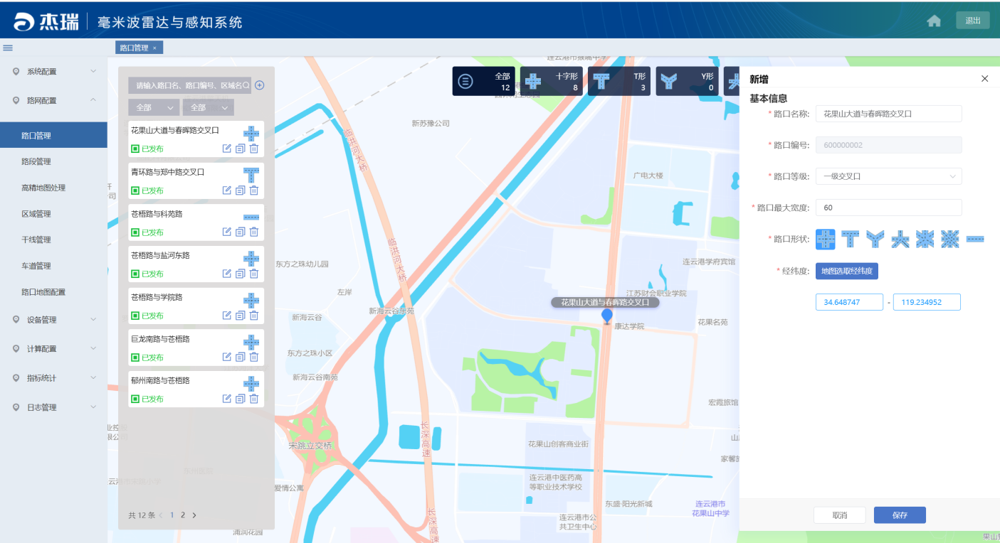 杰瑞 毫米波雷达与感知系统
退出
路口管理 ×
系统配置
路网配置
路口管理
路段管理
高精地图处理
区域管理
干线管理
车道管理
路口地图配置
设备管理
计算配置
指标统计
日志管理
请输入路口名、路口编号、区域名
全部 全部
花果山大道与春晖路交叉口
已发布
青环路与郑中路交叉口
已发布
苍梧路与科苑路
已发布
苍梧路与盐河东路
已发布
苍梧路与学院路
已发布
巨龙南路与苍梧路
已发布
郁州南路与苍梧路
已发布
共 12 条 < 1 2 >
全部
12
十字形
8
T形
3
Y形
0
新苏豫公司
临洪河大桥
广电大楼
临洪河大桥
东方之珠幼儿园
连云港学府宾馆
左岸
江苏财会职业学院
花果山大道与春晖路交叉口
新海云谷东苑
新海云谷
康达学院
花果名苑
东方之珠小区
新海云谷南苑
宏霞旅馆
长深高速
宋跳立交桥
花果山创客商业街
连云港中医药高
等职业技术学校
爱情公寓
东盛·阳光新城
连云港市
花果山中学
长深高速
连云港市公
共卫生中心
新增
基本信息
* 路口名称: 花果山大道与春晖路交叉口
* 路口编号: 600000002
* 路口等级: 一级交叉口
* 路口最大宽度: 60
* 路口形状:
* 经纬度: 地图选取经纬度
34.648747 - 119.234952
取消 保存